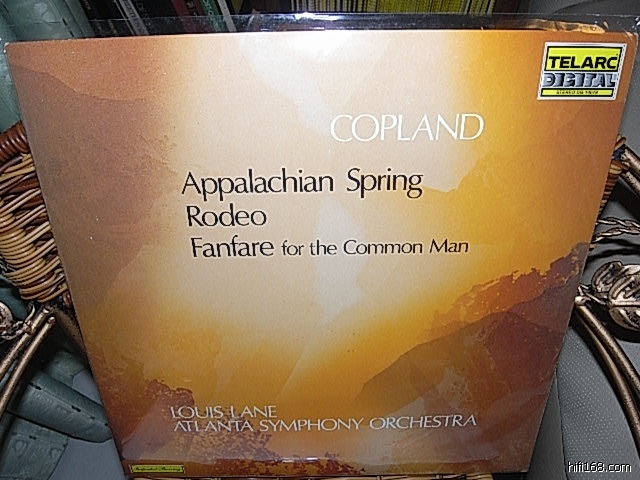 TELARC
DIGITAL
COPLAND
Appalachian Spring
Rodeo
Fanfare for the Common Man
LOUIS LANE
ATLANTA SYMPHONY ORCHESTRA
hifi168.com